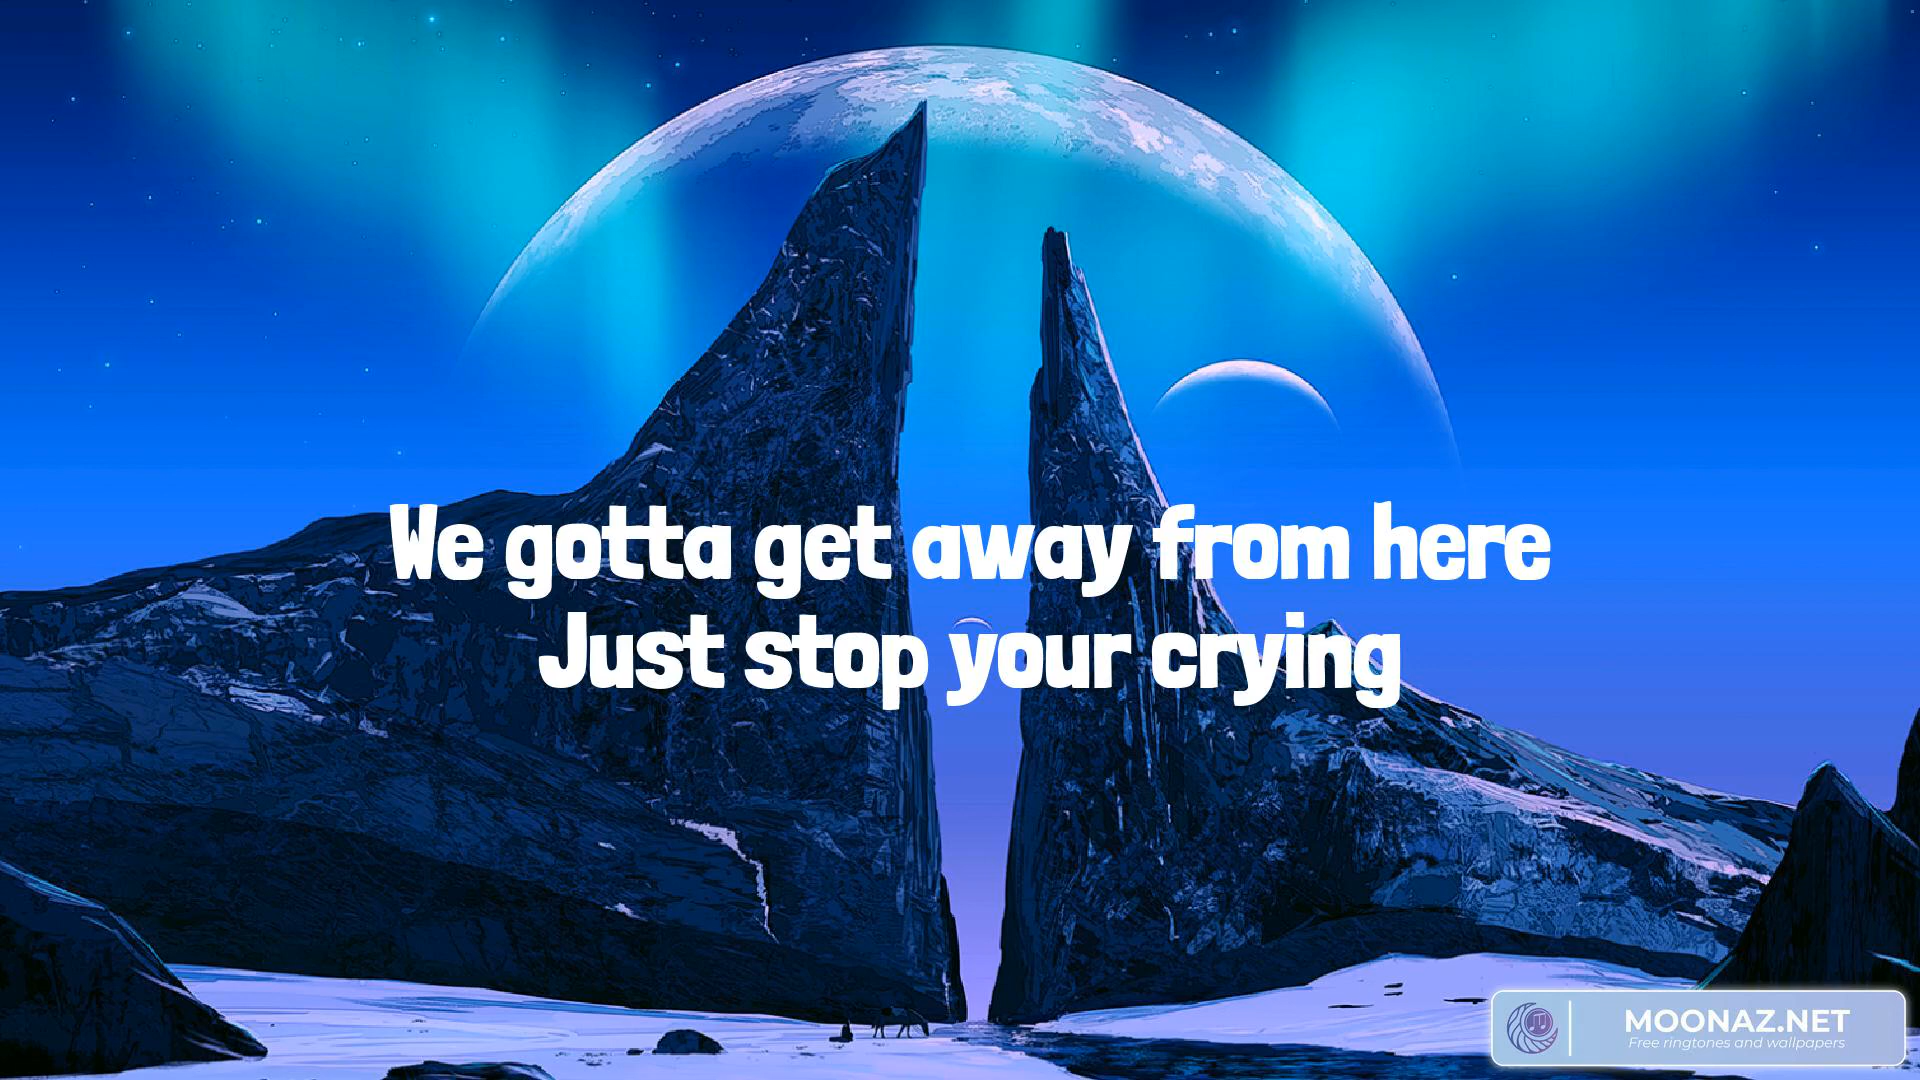 We gotta get away from here
Just stop your crying
MOONAZ.NET
Free ringtones and wallpapers